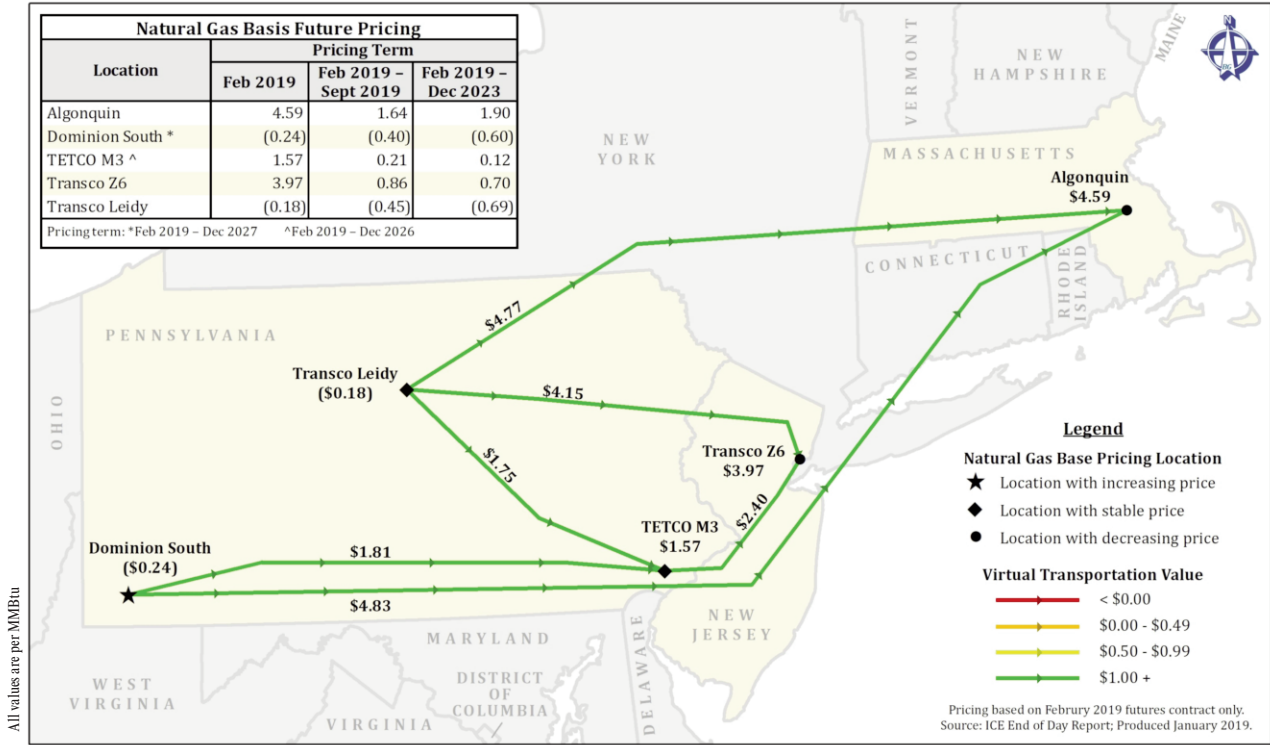 Natural Gas Basis Future Pricing
Location
Pricing Term
Feb 2019
Feb 2019 –
Sept 2019
Feb 2019 –
Dec 2023
Algonquin 4.59 1.64 1.90
Dominion South * (0.24) (0.40) (0.60)
TETCO M3 ^ 1.57 0.21 0.12
Transco Z6 3.97 0.86 0.70
Transco Leidy (0.18) (0.45) (0.69)
Pricing term: *Feb 2019 – Dec 2027 ^Feb 2019 – Dec 2026
MAINE
VERMONT
NEW
HAMPSHIRE
NEW
YORK
MASSACHUSETTS
Algonquin
$4.59
CONNECTICUT
RHODE
ISLAND
PENNSYLVANIA
$4.77
Transco Leidy
($0.18)
$4.15
OHIO
$1.75
Transco Z6
$3.97
$2.40
TETCO M3
$1.57
Dominion South
($0.24)
$1.81
$4.83
NEW
JERSEY
MARYLAND
DELAWARE
DISTRICT
OF
COLUMBIA
WEST
VIRGINIA
VIRGINIA
Legend
Natural Gas Base Pricing Location
Location with increasing price
Location with stable price
Location with decreasing price
Virtual Transportation Value
< $0.00
$0.00 - $0.49
$0.50 - $0.99
$1.00 +
Pricing based on Februry 2019 futures contract only.
Source: ICE End of Day Report; Produced January 2019.
All values are per MMBtu